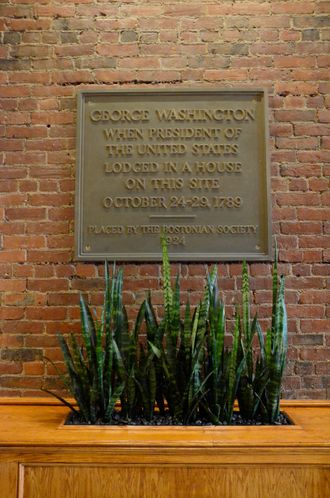 GEORGE WASHINGTON
WHEN PRESIDENT OF
THE UNITED STATES
LODGED IN A HOUSE
ON THIS SITE
OCTOBER 24-29, 1789
PLACED BY THE BOSTONIAN SOCIETY
1924